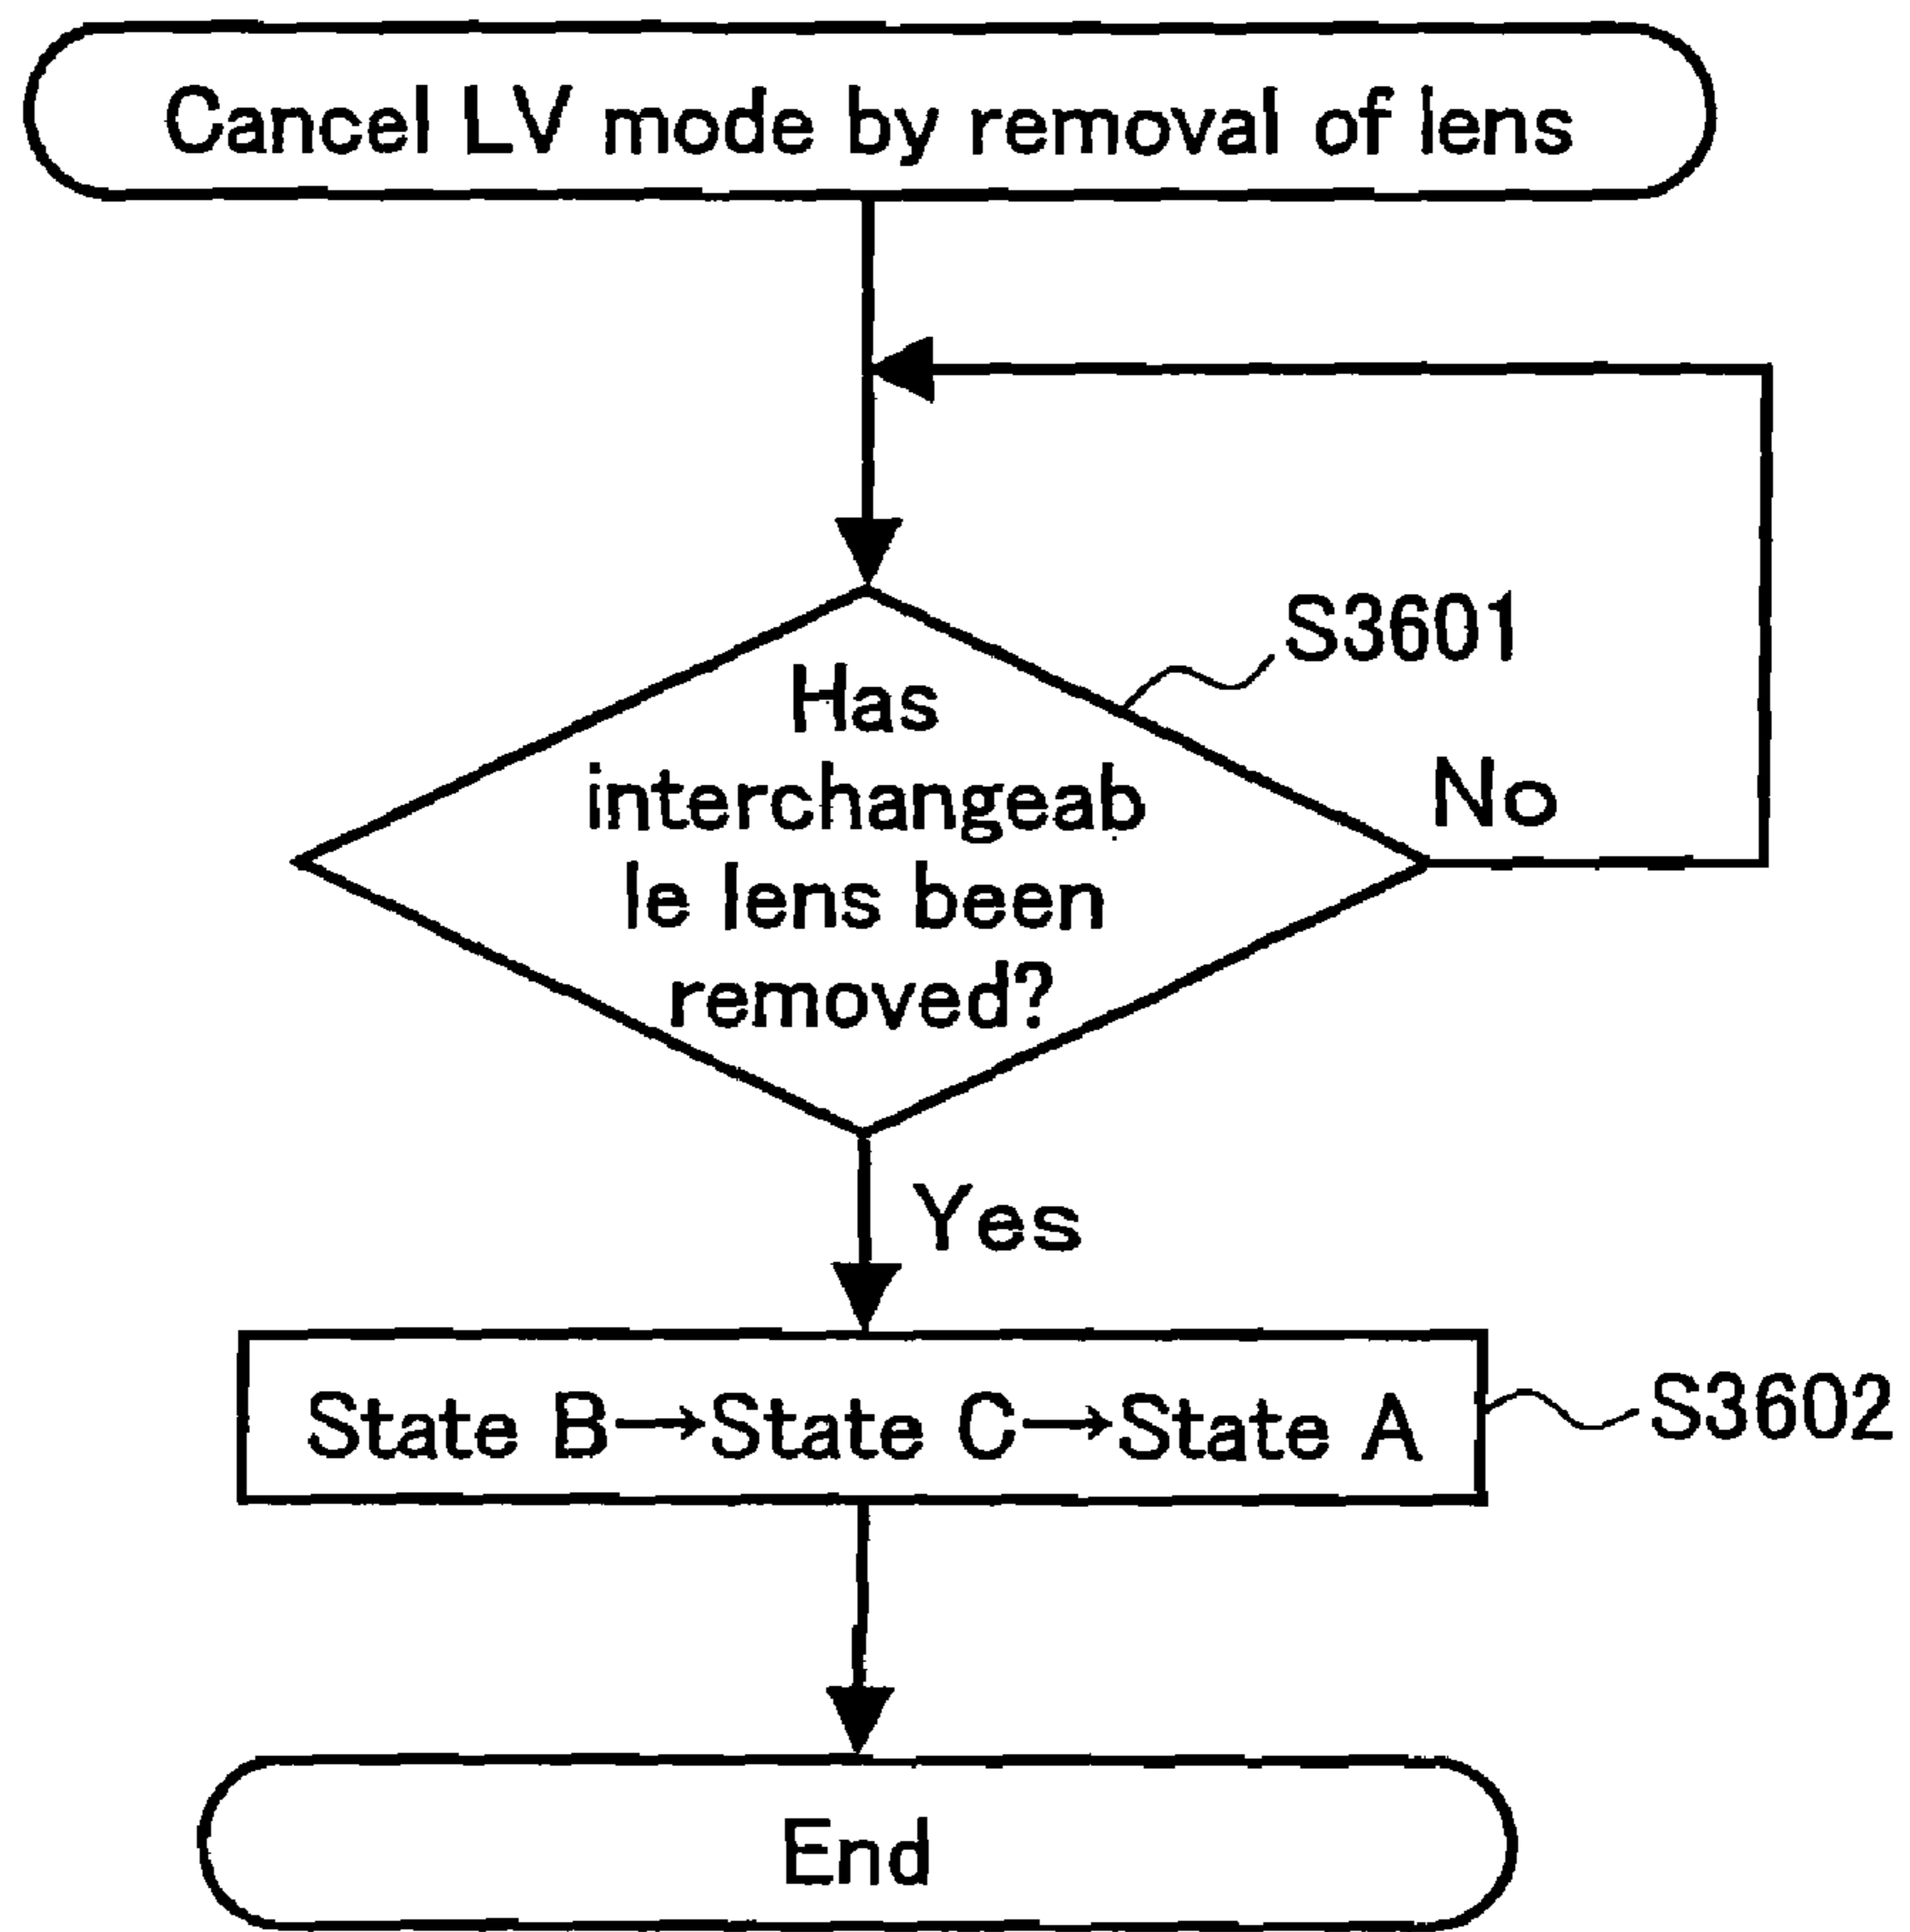 Cancel LV mode by removal of lens
S3601
Has
interchangeab
le lens been
removed?
No
Yes
State B→State C→State A
S3602
End